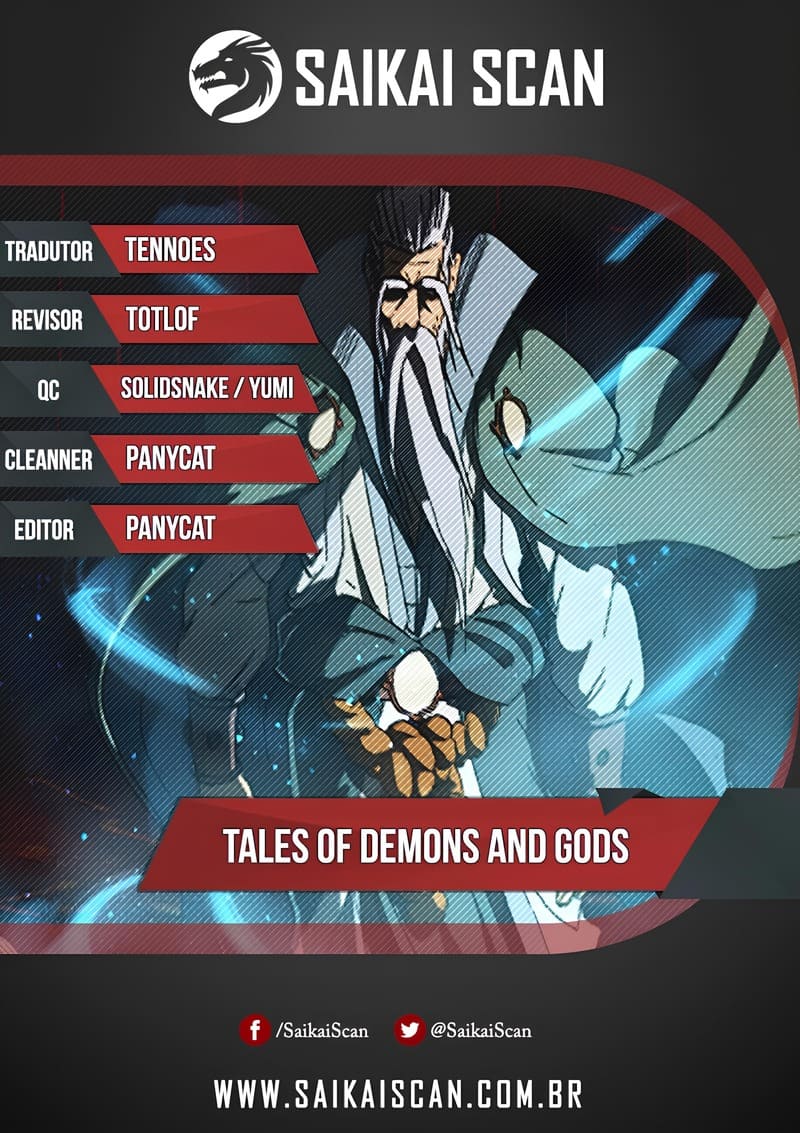 SAIKAI SCAN
TRADUTOR TENNOES
REVISOR TOTLOF
QC SOLIDSNAKE / YUMI
CLEANNER PANYCAT
EDITOR PANYCAT
TALES OF DEMONS AND GODS
/SaikaiScan @SaikaiScan
WWW.SAIKAISCAN.COM.BR